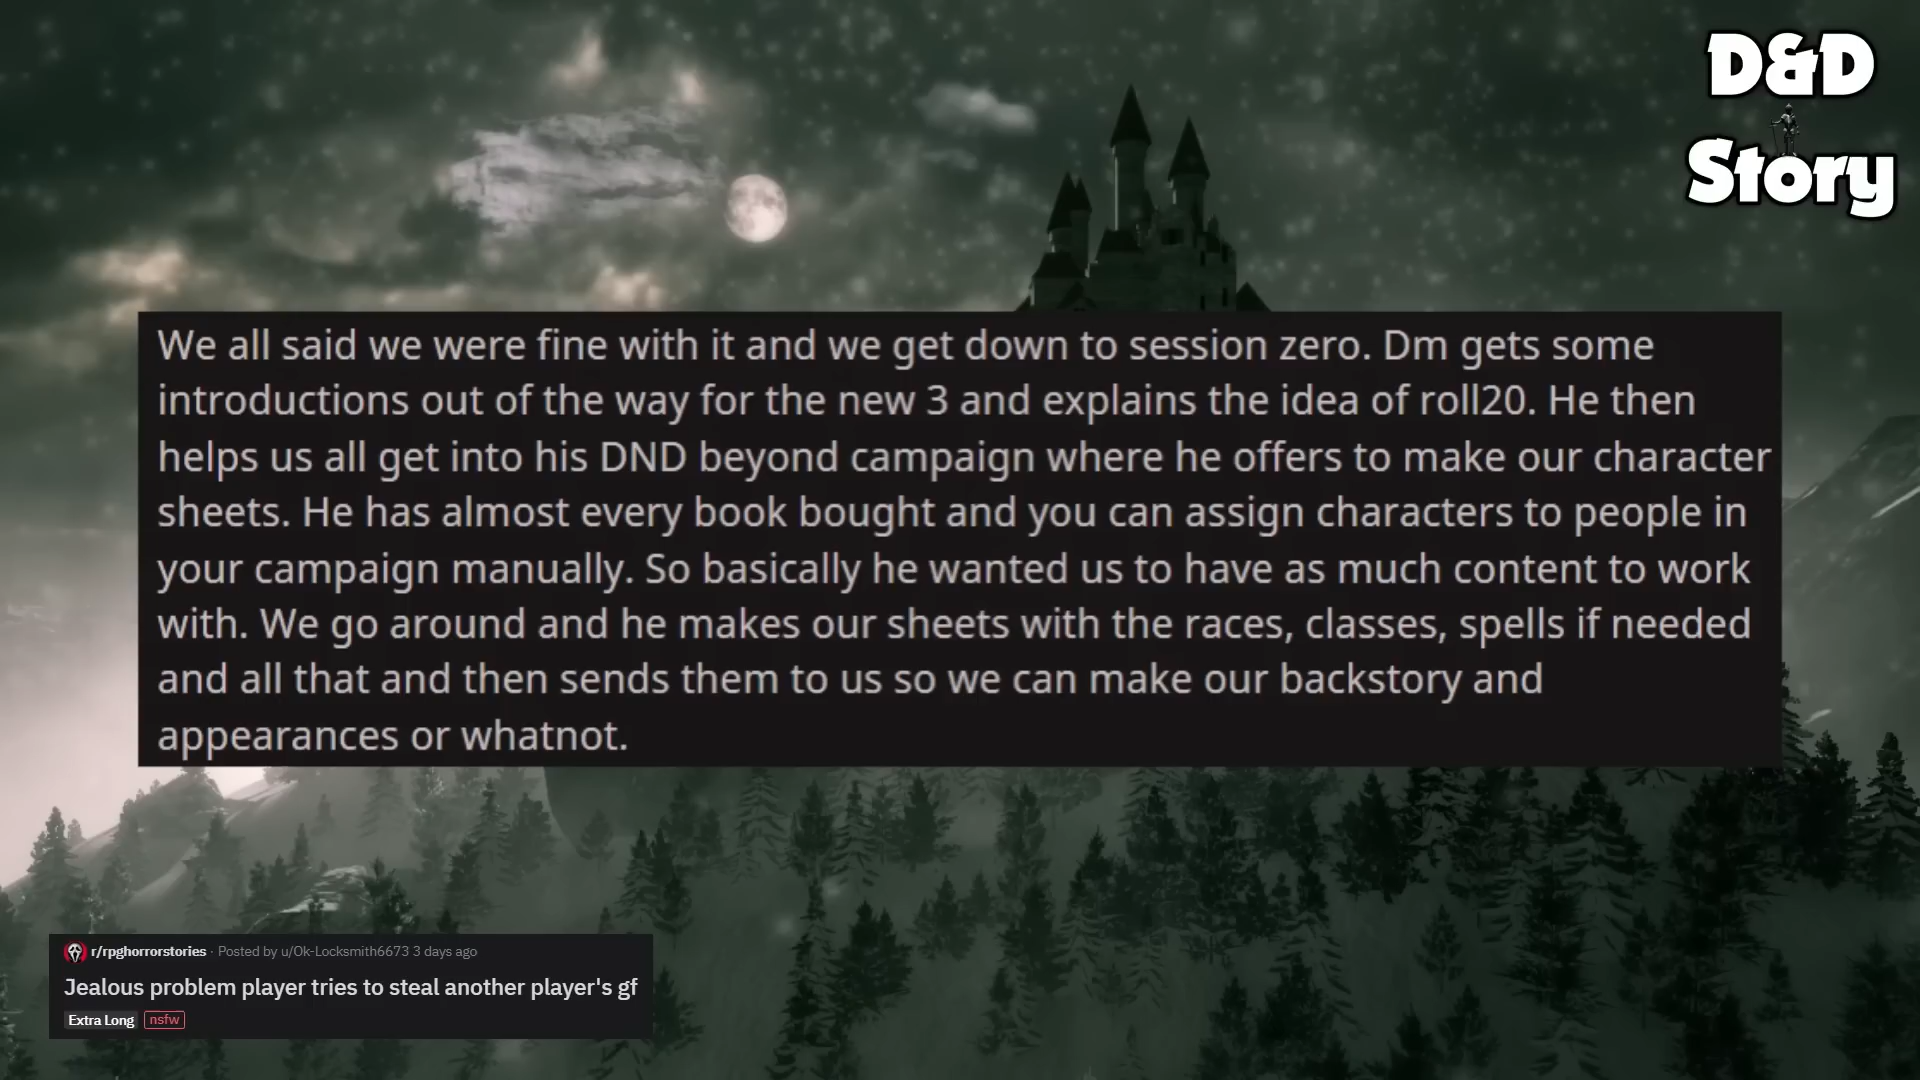 D&D
Story
We all said we were fine with it and we get down to session zero. Dm gets some
introductions out of the way for the new 3 and explains the idea of roll20. He then
helps us all get into his DND beyond campaign where he offers to make our character
sheets. He has almost every book bought and you can assign characters to people in
your campaign manually. So basically he wanted us to have as much content to work
with. We go around and he makes our sheets with the races, classes, spells if needed
and all that and then sends them to us so we can make our backstory and
appearances or whatnot.
r/rpghorrorstories · Posted by u/Ok-Locksmith6673 3 days ago
Jealous problem player tries to steal another player's gf
Extra Long nsfw